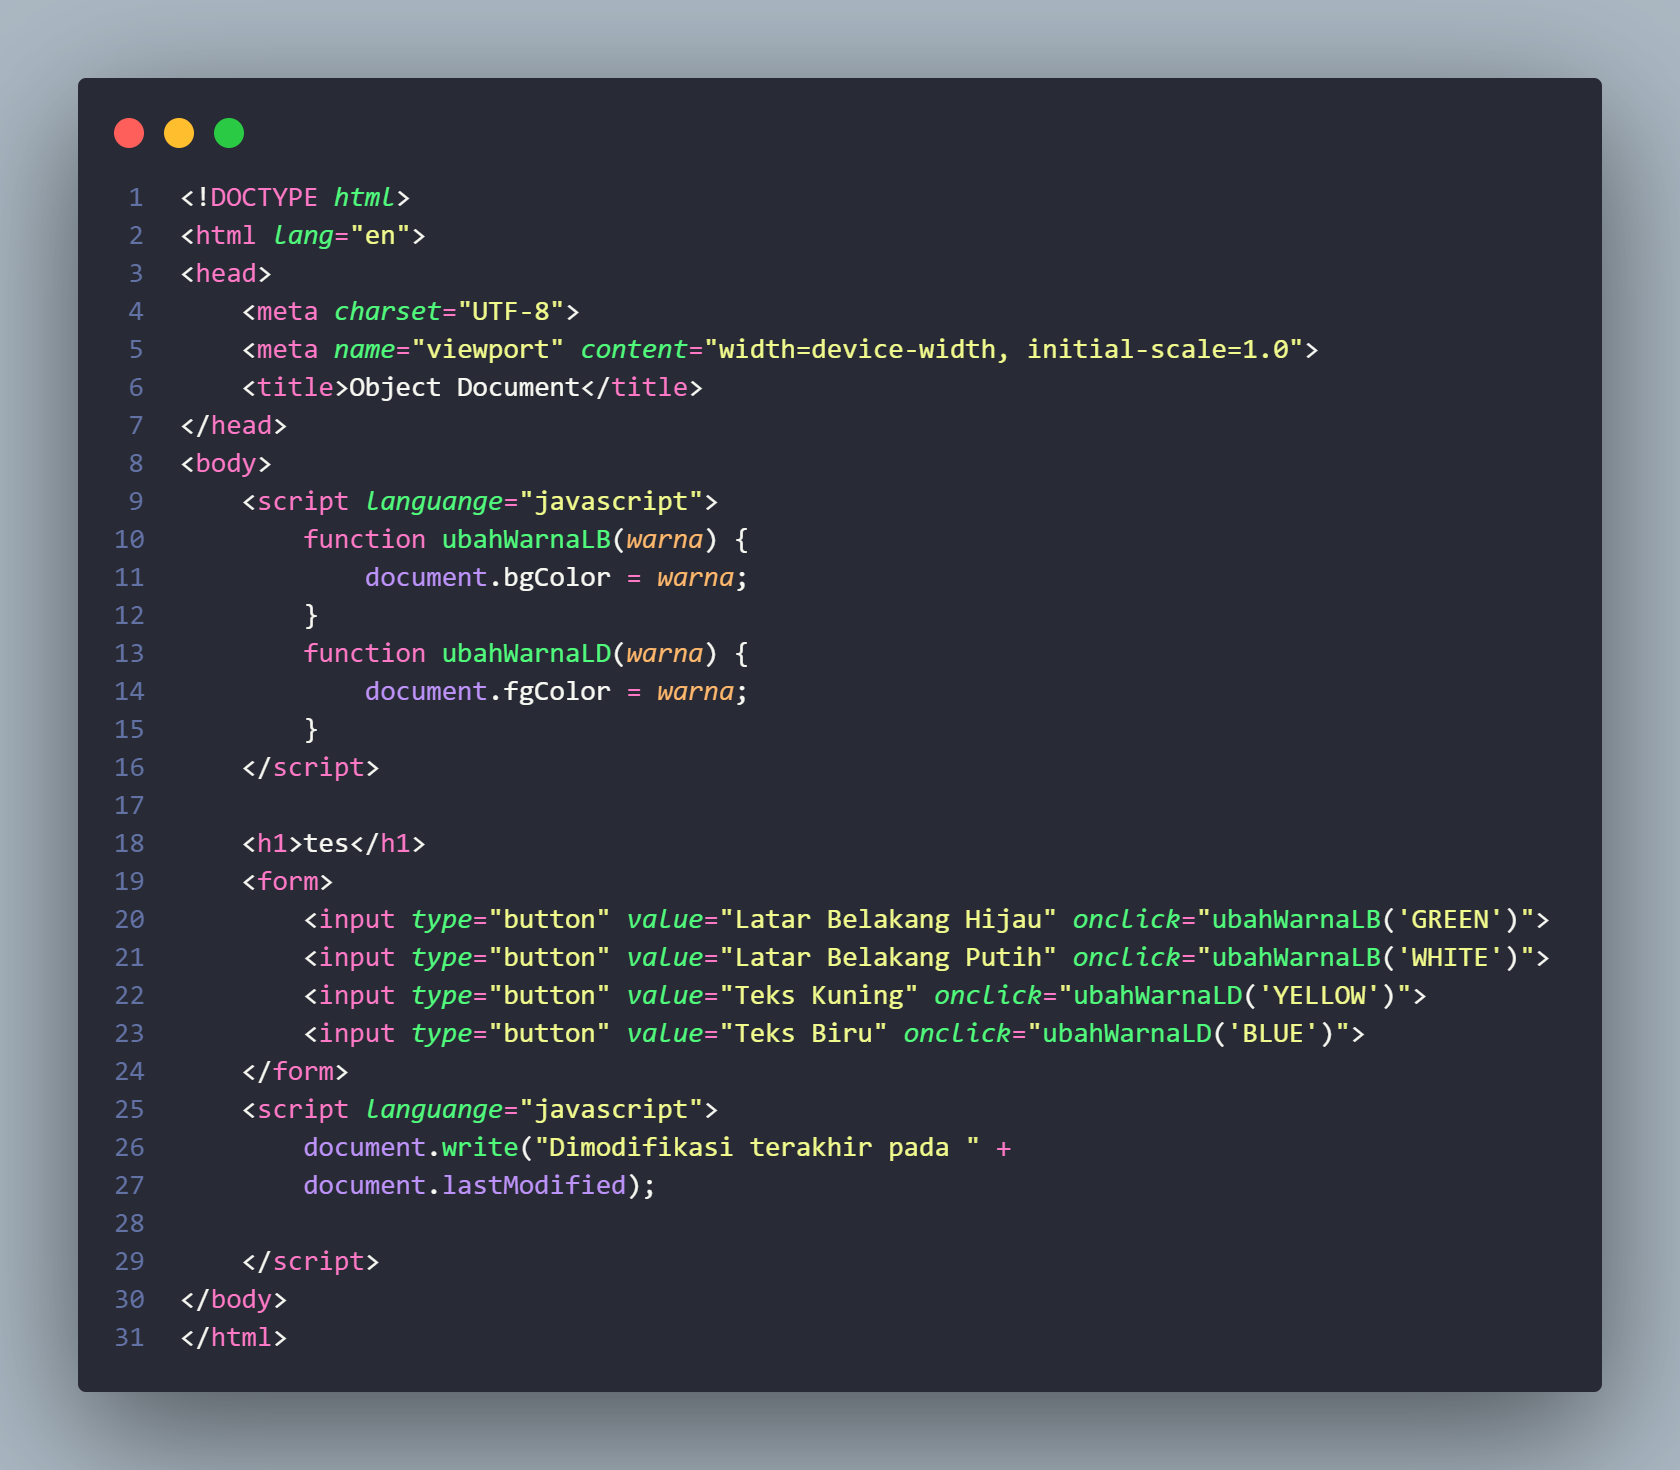 1 <!DOCTYPE html>
2 <html lang="en">
3 <head>
4     <meta charset="UTF-8">
5     <meta name="viewport" content="width=device-width, initial-scale=1.0">
6     <title>Object Document</title>
7 </head>
8 <body>
9     <script languange="javascript">
10         function ubahWarnaLB(warna) {
11             document.bgColor = warna;
12         }
13         function ubahWarnaLD(warna) {
14             document.fgColor = warna;
15         }
16     </script>
17
18     <h1>tes</h1>
19     <form>
20         <input type="button" value="Latar Belakang Hijau" onclick="ubahWarnaLB('GREEN')">
21         <input type="button" value="Latar Belakang Putih" onclick="ubahWarnaLB('WHITE')">
22         <input type="button" value="Teks Kuning" onclick="ubahWarnaLD('YELLOW')">
23         <input type="button" value="Teks Biru" onclick="ubahWarnaLD('BLUE')">
24     </form>
25     <script languange="javascript">
26         document.write("Dimodifikasi terakhir pada " +
27         document.lastModified);
28
29     </script>
30 </body>
31 </html>